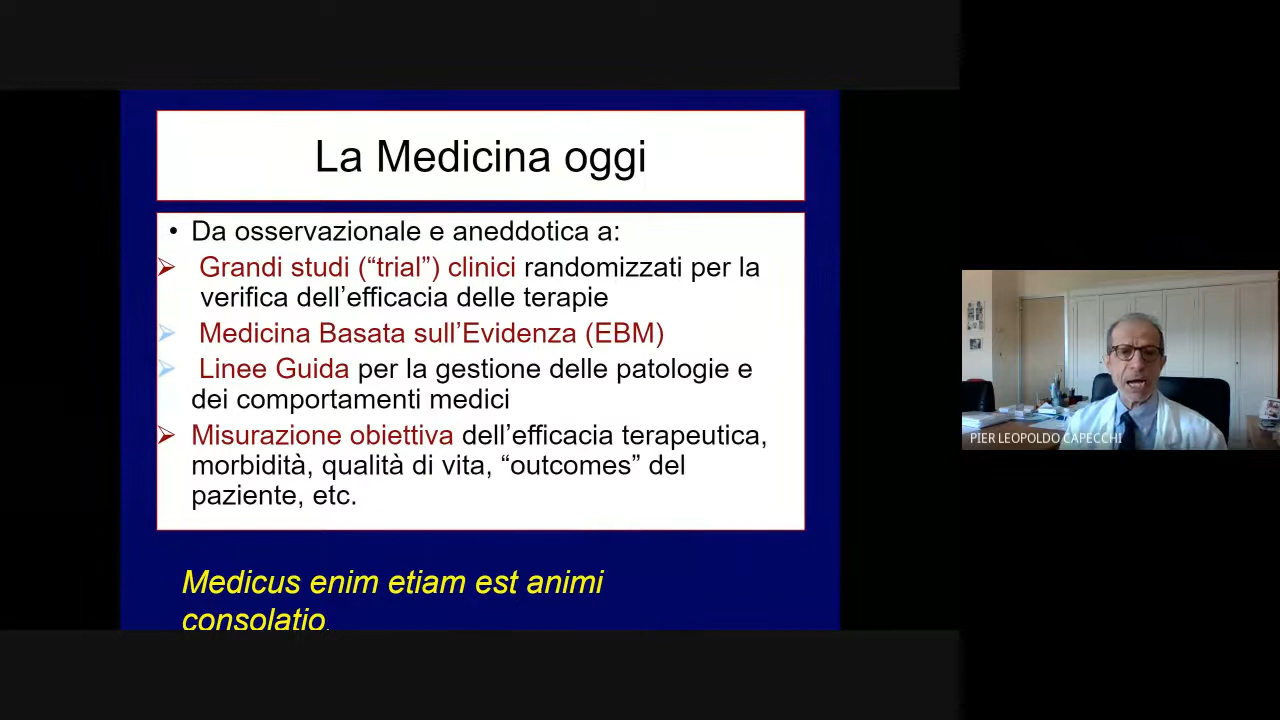 La Medicina oggi
• Da osservazionale e aneddotica a:
➢ Grandi studi (“trial”) clinici randomizzati per la
verifica dell’efficacia delle terapie
➢ Medicina Basata sull’Evidenza (EBM)
➢ Linee Guida per la gestione delle patologie e
dei comportamenti medici
➢ Misurazione obiettiva dell’efficacia terapeutica,
morbidità, qualità di vita, “outcomes” del
paziente, etc.
Medicus enim etiam est animi
consolatio.
PIER LEOPOLDO CAPECCHI